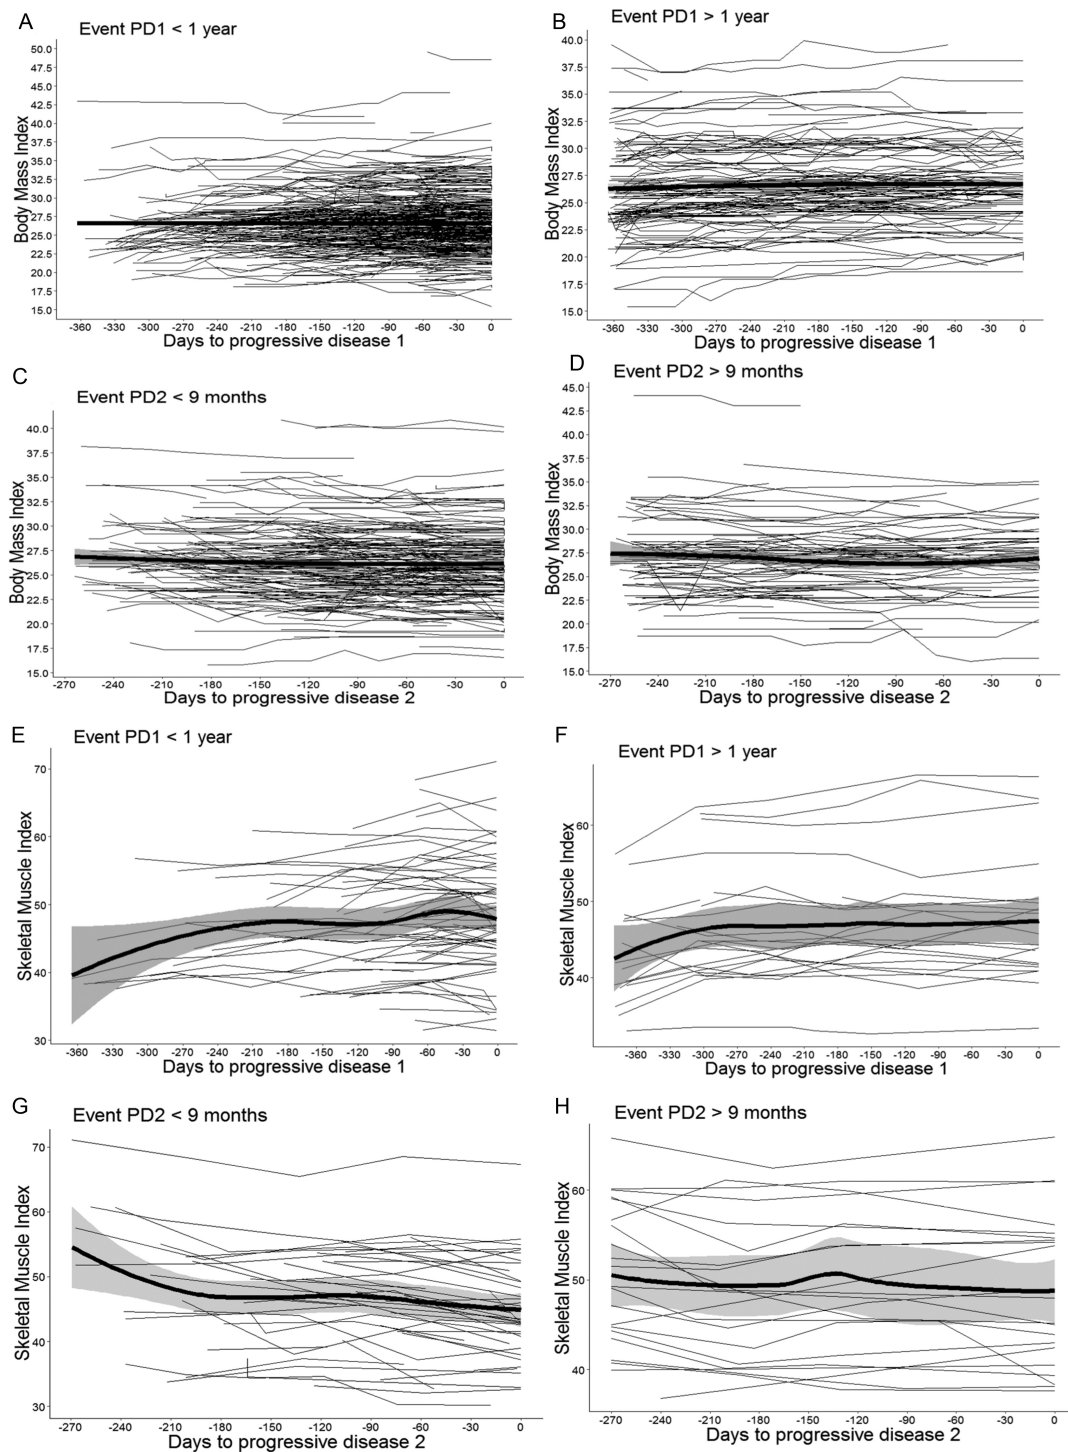 A
Event PD1 < 1 year
Body Mass Index
50.0
47.5
45.0
42.5
40.0
37.5
35.0
32.5
30.0
27.5
25.0
22.5
20.0
17.5
15.0
-360 -330 -300 -270 -240 -210 -180 -150 -120 -90 -60 -30 0
Days to progressive disease 1
B
Event PD1 > 1 year
Body Mass Index
40.0
37.5
35.0
32.5
30.0
27.5
25.0
22.5
20.0
17.5
15.0
-360 -330 -300 -270 -240 -210 -180 -150 -120 -90 -60 -30 0
Days to progressive disease 1
C
Event PD2 < 9 months
Body Mass Index
40.0
37.5
35.0
32.5
30.0
27.5
25.0
22.5
20.0
17.5
15.0
-270 -240 -210 -180 -150 -120 -90 -60 -30 0
Days to progressive disease 2
D
Event PD2 > 9 months
Body Mass Index
45.0
42.5
40.0
37.5
35.0
32.5
30.0
27.5
25.0
22.5
20.0
17.5
15.0
-270 -240 -210 -180 -150 -120 -90 -60 -30 0
Days to progressive disease 2
E
Event PD1 < 1 year
Skeletal Muscle Index
70
60
50
40
30
-360 -330 -300 -270 -240 -210 -180 -150 -120 -90 -60 -30 0
Days to progressive disease 1
F
Event PD1 > 1 year
Skeletal Muscle Index
60
50
40
-360 -330 -300 -270 -240 -210 -180 -150 -120 -90 -60 -30 0
Days to progressive disease 1
G
Event PD2 < 9 months
Skeletal Muscle Index
70
60
50
40
30
-270 -240 -210 -180 -150 -120 -90 -60 -30 0
Days to progressive disease 2
H
Event PD2 > 9 months
Skeletal Muscle Index
60
50
40
-270 -240 -210 -180 -150 -120 -90 -60 -30 0
Days to progressive disease 2